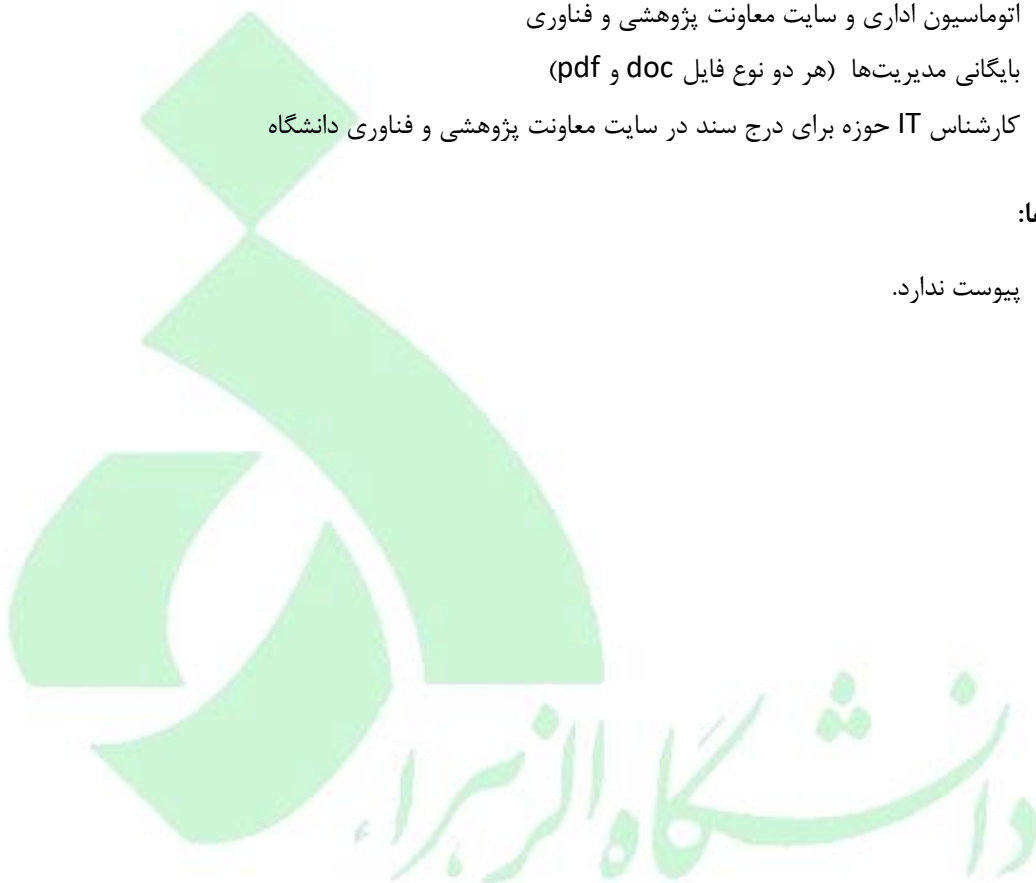 اتوماسیون اداری و سایت معاونت پژوهشی و فناوری
بایگانی مدیریت‌ها (هر دو نوع فایل doc و pdf)
کارشناس IT حوزه برای درج سند در سایت معاونت پژوهشی و فناوری دانشگاه
پیوست ندارد.
دانشگاه الزهراء